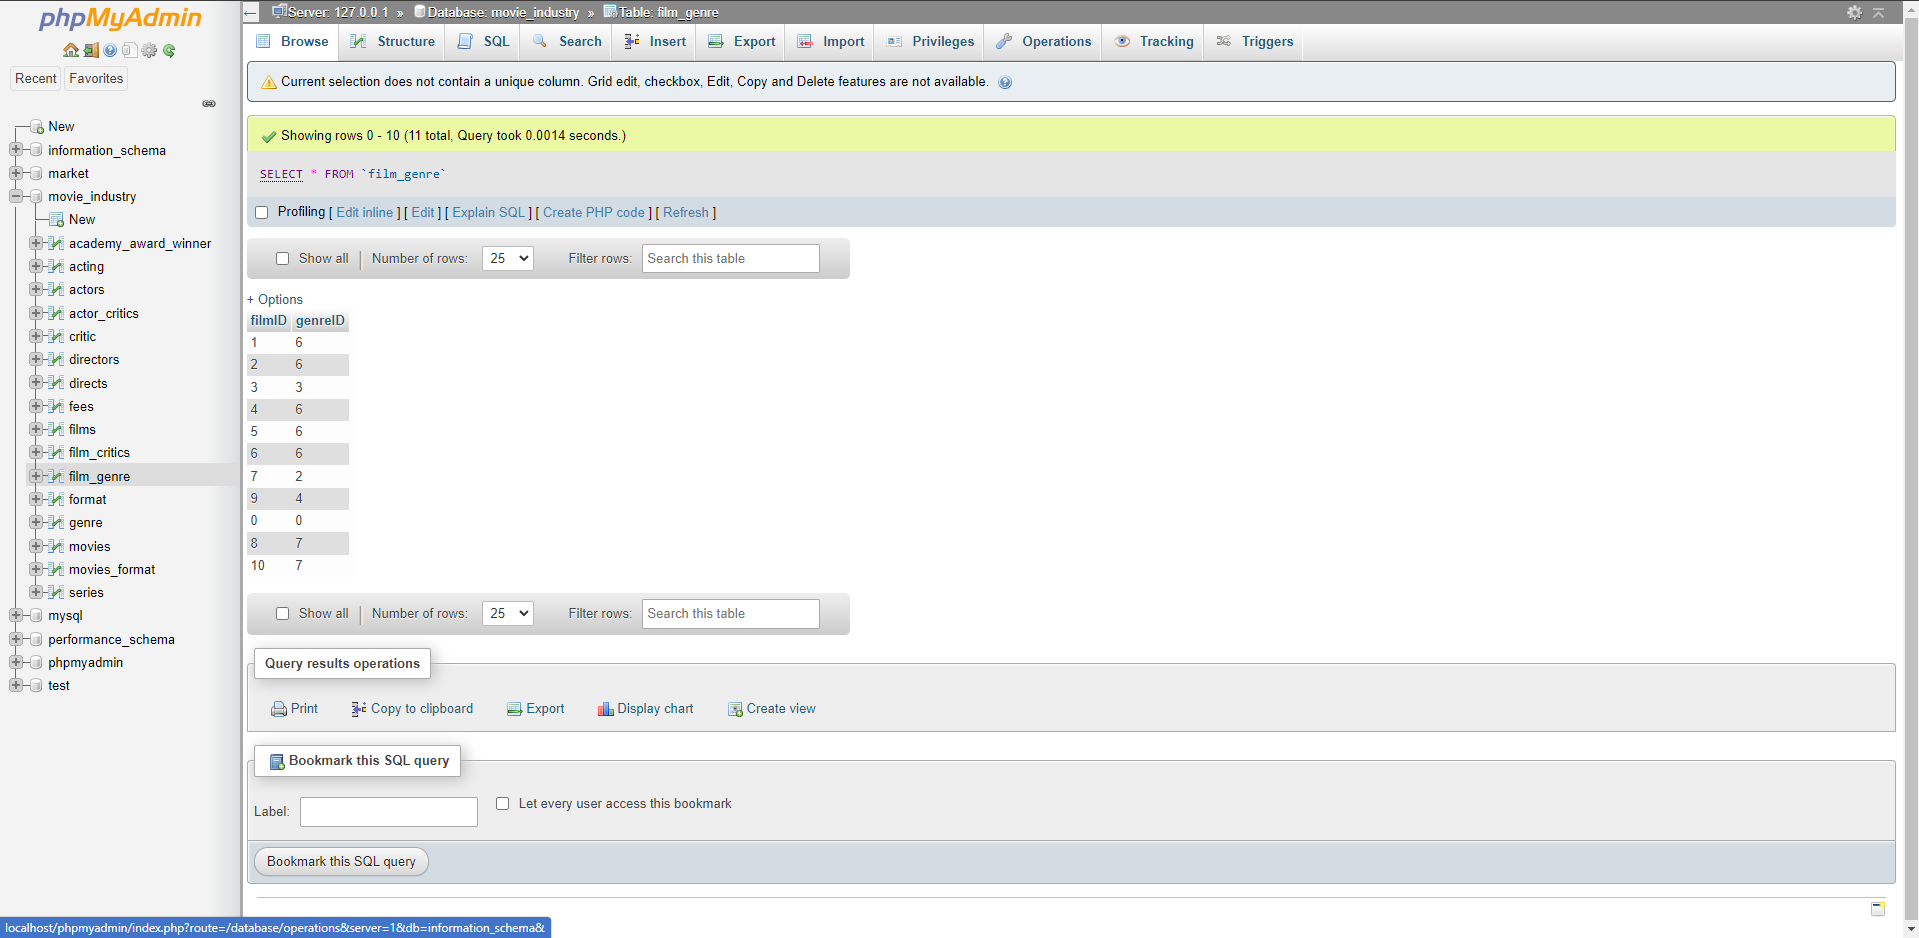 phpMyAdmin
Recent Favorites
New
information_schema
market
movie_industry
New
academy_award_winner
acting
actors
actor_critics
critic
directors
directs
fees
films
film_critics
film_genre
format
genre
movies
movies_format
series
mysql
performance_schema
phpmyadmin
test
Server: 127.0.0.1 » Database: movie_industry » Table: film_genre
Browse Structure SQL Search Insert Export Import Privileges Operations Tracking Triggers
Current selection does not contain a unique column. Grid edit, checkbox, Edit, Copy and Delete features are not available.
Showing rows 0 - 10 (11 total, Query took 0.0014 seconds.)
SELECT * FROM `film_genre`
Profiling [ Edit inline ] [ Edit ] [ Explain SQL ] [ Create PHP code ] [ Refresh ]
Show all Number of rows: 25 Filter rows: Search this table
+ Options
filmID genreID
1 6
2 6
3 3
4 6
5 6
6 6
7 2
9 4
0 0
8 7
10 7
Show all Number of rows: 25 Filter rows: Search this table
Query results operations
Print Copy to clipboard Export Display chart Create view
Bookmark this SQL query
Label: Let every user access this bookmark
Bookmark this SQL query
localhost/phpmyadmin/index.php?route=/database/operations&server=1&db=information_schema&